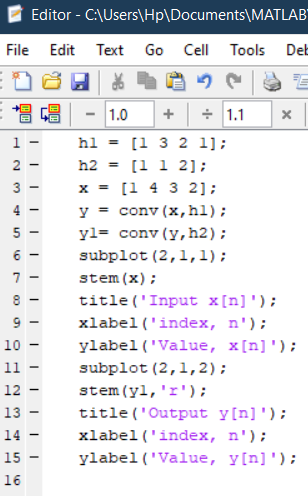 Editor - C:\Users\Hp\Documents\MATLAB
File Edit Text Go Cell Tools
- 1.0 + ÷ 1.1 ×
1 - h1 = [1 3 2 1];
2 - h2 = [1 1 2];
3 - x = [1 4 3 2];
4 - y = conv(x,h1);
5 - y1= conv(y,h2);
6 - subplot(2,1,1);
7 - stem(x);
8 - title('Input x[n]');
9 - xlabel('index, n');
10 - ylabel('Value, x[n]');
11 - subplot(2,1,2);
12 - stem(y1,'r');
13 - title('Output y[n]');
14 - xlabel('index, n');
15 - ylabel('Value, y[n]');
16